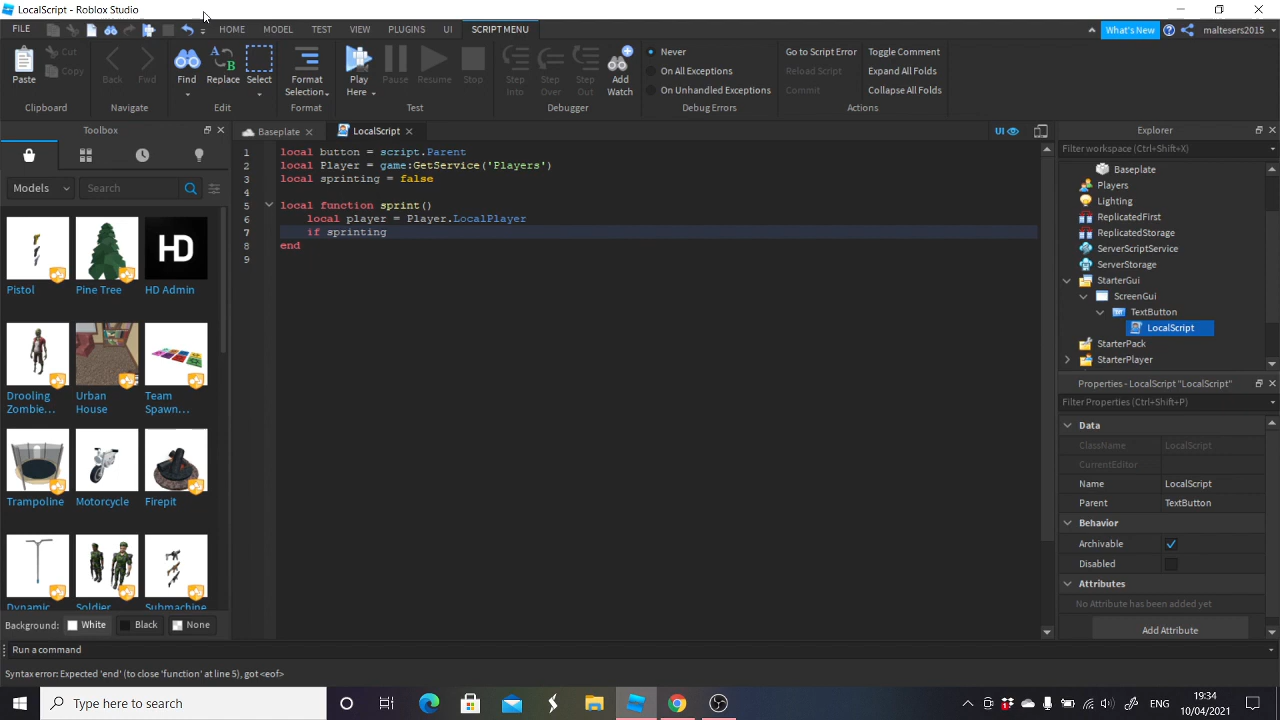 LocalScript - Roblox Studio
FILE
HOME
MODEL
TEST
VIEW
PLUGINS
UI
SCRIPT MENU
What's New
maltesers2015
Paste
Cut
Copy
Clipboard
Back
Fwd
Navigate
Find
Replace
Select
Edit
Format
Selection
Format
Play
Here
Pause
Resume
Stop
Test
Step
Into
Step
Over
Step
Out
Add
Watch
Debugger
Never
On All Exceptions
On Unhandled Exceptions
Debug Errors
Go to Script Error
Reload Script
Commit
Toggle Comment
Expand All Folds
Collapse All Folds
Actions
Toolbox
Models
Search
Pistol
Pine Tree
HD
HD Admin
Drooling
Zombie...
Urban
House
Team
Spawn...
Trampoline
Motorcycle
Firepit
Dynamic
Soldier
Submachine
Background:
White
Black
None
Baseplate
LocalScript
UI
1 local button = script.Parent
2 local Player = game:GetService('Players')
3 local sprinting = false
4
5 local function sprint()
6 local player = Player.LocalPlayer
7 if sprinting
8 end
9
Explorer
Filter workspace (Ctrl+Shift+X)
Baseplate
Players
Lighting
ReplicatedFirst
ReplicatedStorage
ServerScriptService
ServerStorage
StarterGui
ScreenGui
TextButton
LocalScript
StarterPack
StarterPlayer
Properties - LocalScript "LocalScript"
Filter Properties (Ctrl+Shift+P)
Data
ClassName LocalScript
CurrentEditor
Name LocalScript
Parent TextButton
Behavior
Archivable
Disabled
Attributes
No Attribute has been added yet
Add Attribute
Run a command
Syntax error: Expected 'end' (to close 'function' at line 5), got <eof>
Type here to search
ENG
19:34
10/04/2021